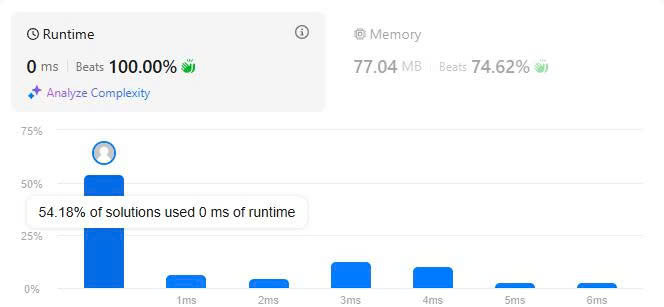 Runtime
0 ms | Beats 100.00%
Analyze Complexity
Memory
77.04 MB | Beats 74.62%
75%
50%
54.18% of solutions used 0 ms of runtime
25%
0%
1ms 2ms 3ms 4ms 5ms 6ms